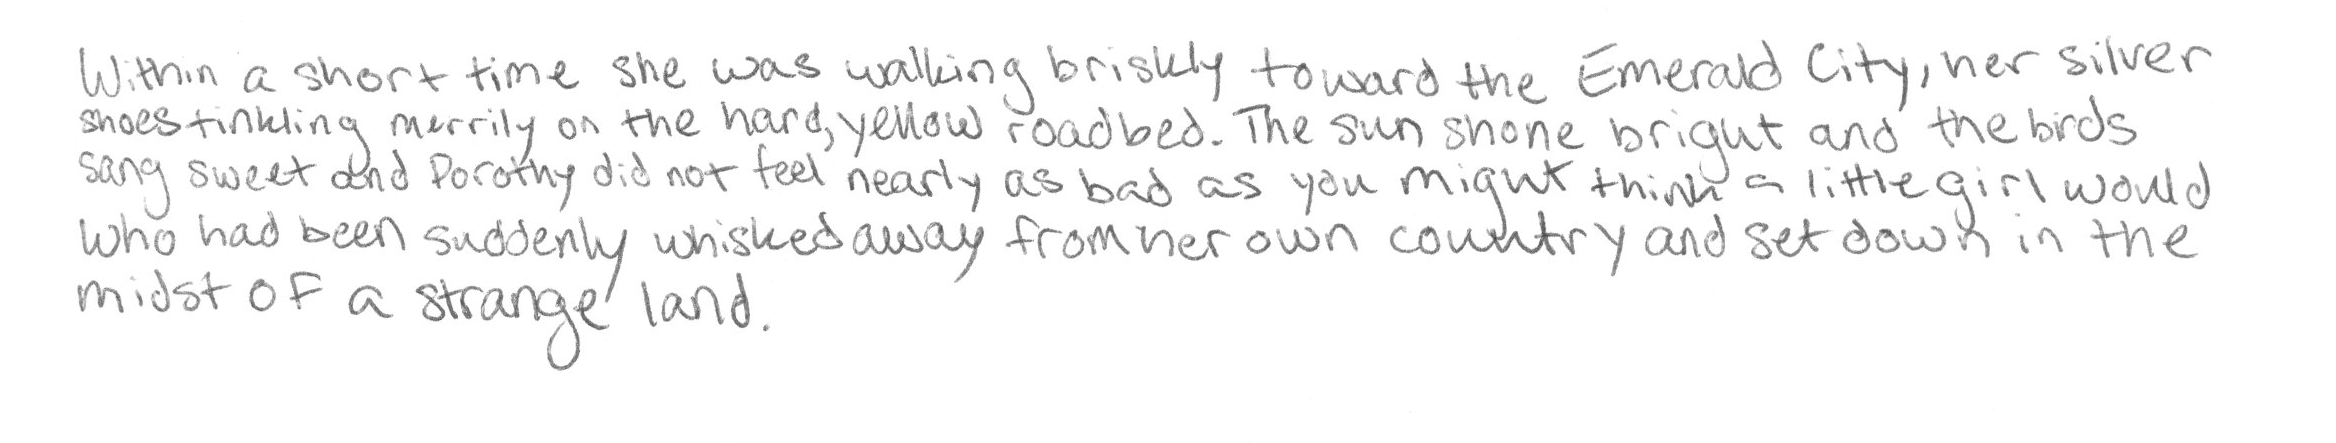 Within a short time she was walking briskly toward the Emerald City, her silver
shoes tinkling merrily on the hard, yellow roadbed. The sun shone bright and the birds
sang sweet and Dorothy did not feel nearly as bad as you might think a little girl would
who had been suddenly whisked away from her own country and set down in the
midst of a strange land.